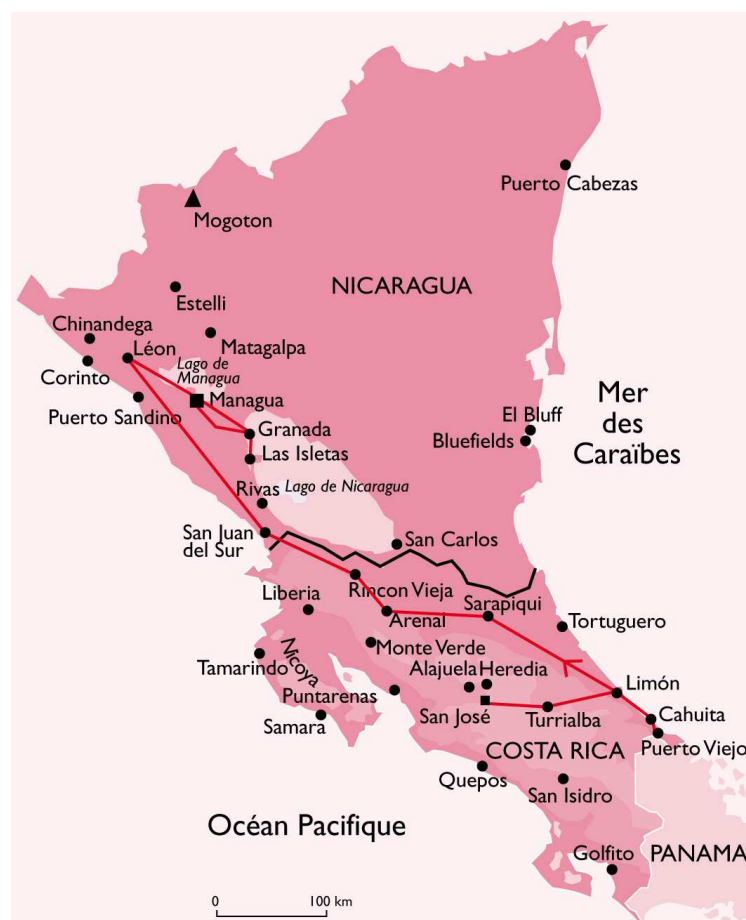 Puerto Cabezas
Mogoton
NICARAGUA
Estelli
Chinandega
Léon
Matagalpa
Lago de
Managua
Corinto
Managua
Puerto Sandino
Mer
des
Caraïbes
El Bluff
Bluefields
Granada
Las Isletas
Rivas
Lago de Nicaragua
San Juan
del Sur
San Carlos
Rincon Vieja
Liberia
Arenal
Sarapiqui
Tortuguero
Nicoya
Monte Verde
Tamarindo
Alajuela
Heredia
Puntarenas
Limón
San José
Turrialba
Cahuita
Samara
Puerto Viejo
COSTA RICA
Quepos
San Isidro
Océan Pacifique
Golfito
PANAMA
0
100 km